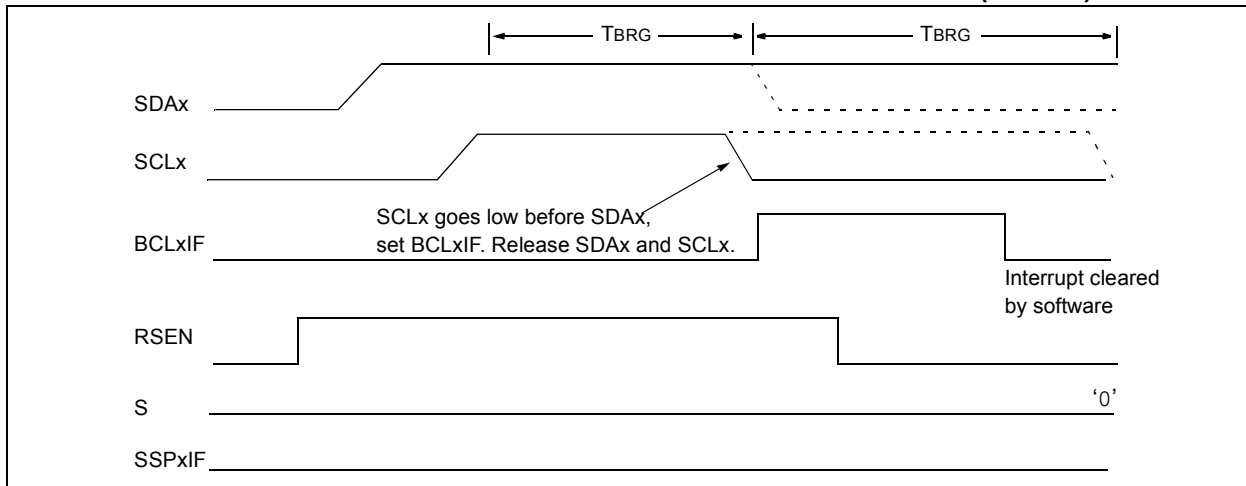 TBRG TBRG
SDAx
SCLx
SCLx goes low before SDAx,
set BCLxIF. Release SDAx and SCLx.
BCLxIF
Interrupt cleared
by software
RSEN
S
‘0’
SSPxIF